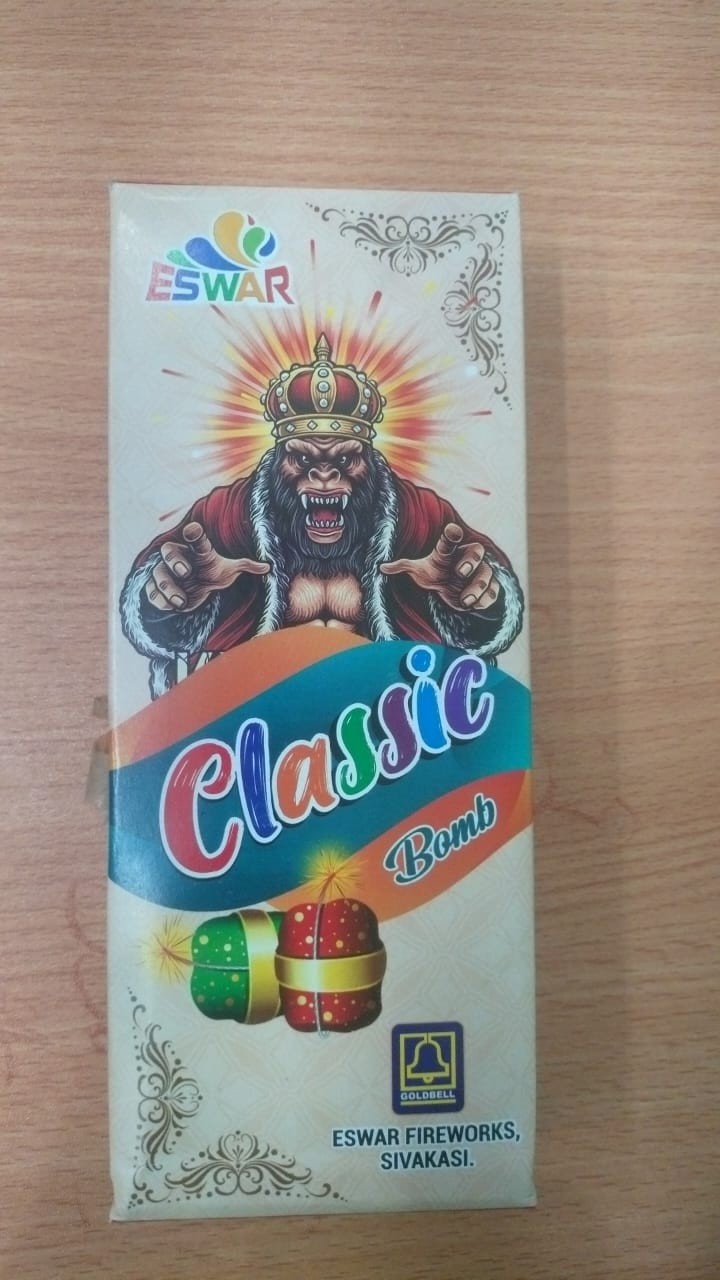 ESWAR
Classic
Bomb
GOLDBELL
ESWAR FIREWORKS,
SIVAKASI.